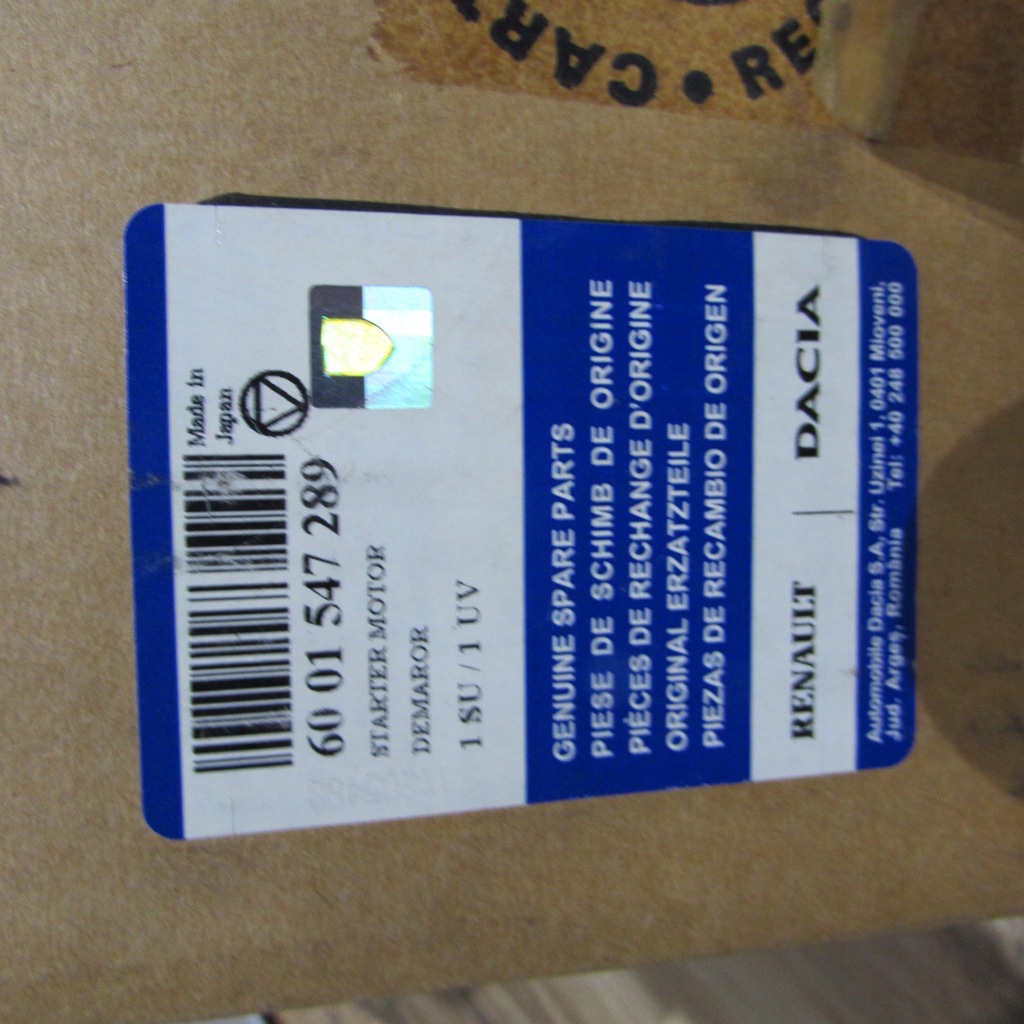 Made in
Japan
60 01 547 289
STARTER MOTOR
DEMAROR
1 SU / 1 UV
GENUINE SPARE PARTS
PIESE DE SCHIMB DE ORIGINE
PIÈCES DE RECHANGE D'ORIGINE
ORIGINAL ERZATZTEILE
PIEZAS DE RECAMBIO DE ORIGEN
RENAULT | DACIA
Automobile Dacia S.A, Str. Uzinei 1, 0401 Mioveni,
Jud. Argeş, România Tel: +40 248 500 000